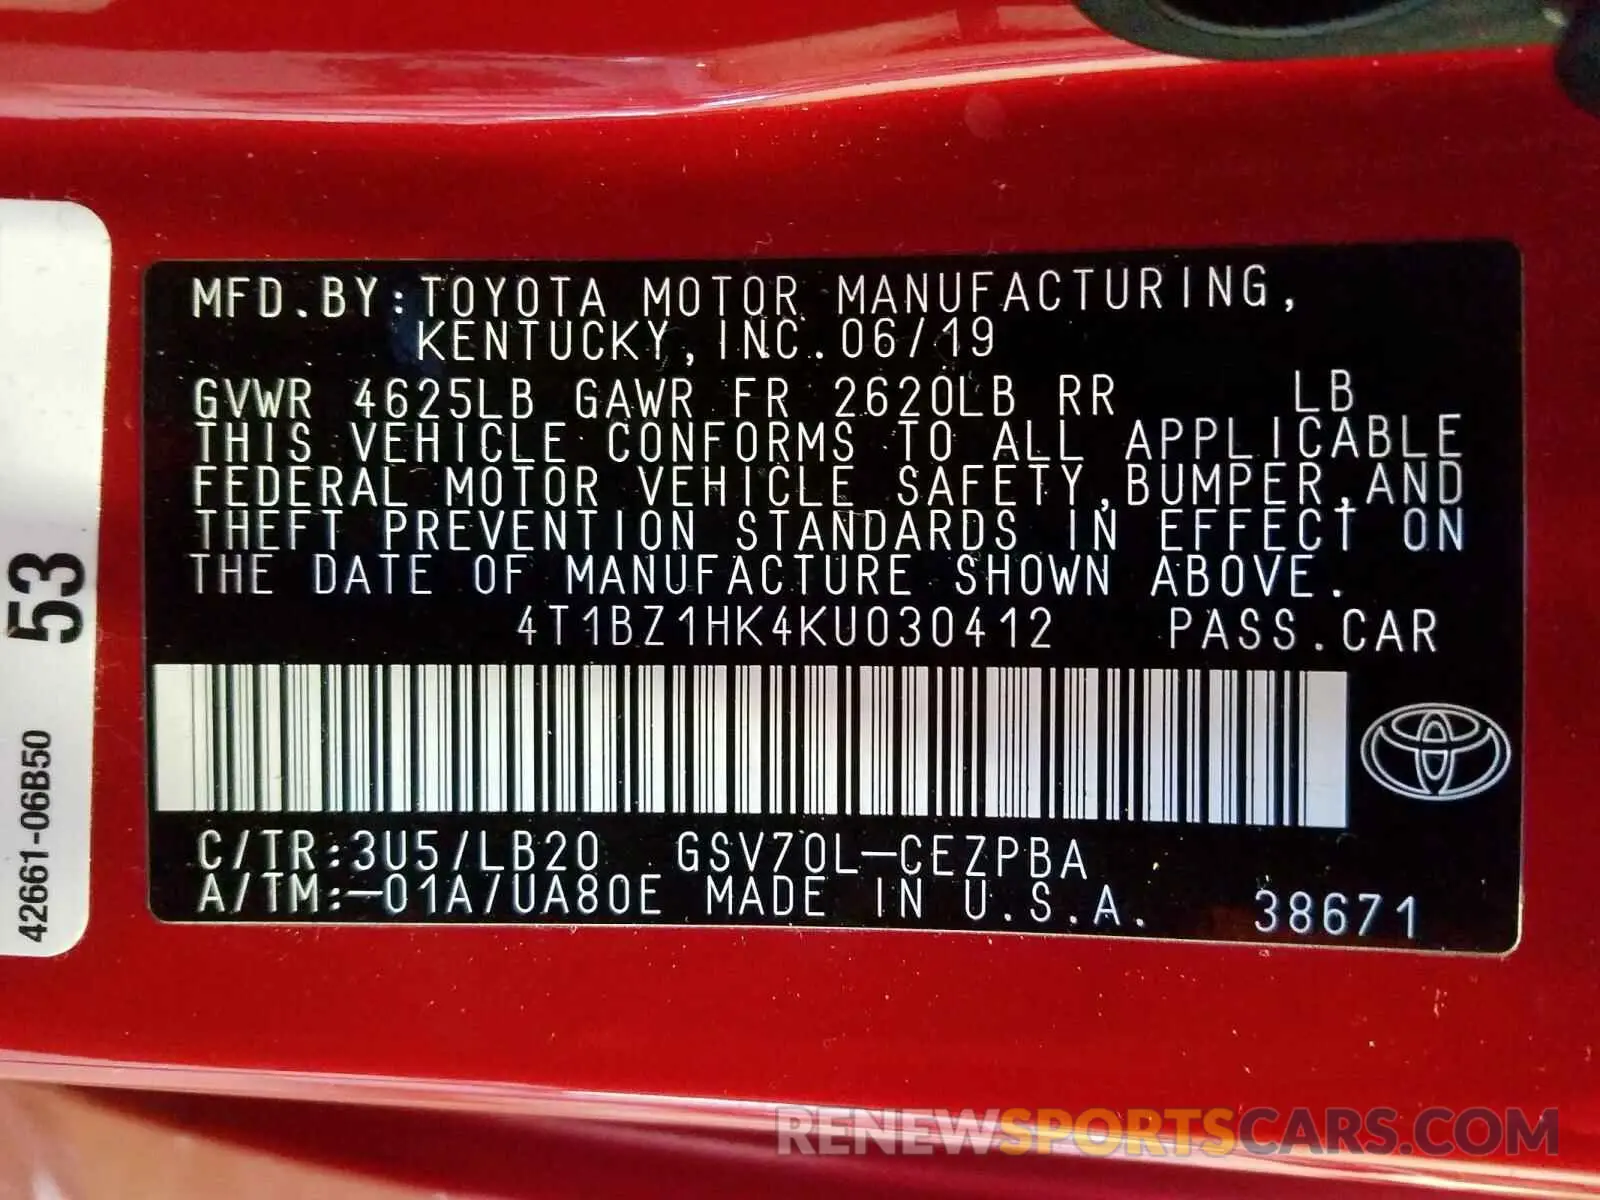 MFD.BY:TOYOTA MOTOR MANUFACTURING,
KENTUCKY,INC.06/19
GVWR 4625LB GAWR FR 2620LB RR LB
THIS VEHICLE CONFORMS TO ALL APPLICABLE
FEDERAL MOTOR VEHICLE SAFETY,BUMPER,AND
THEFT PREVENTION STANDARDS IN EFFECT ON
THE DATE OF MANUFACTURE SHOWN ABOVE.
4T1BZ1HK4KU030412 PASS.CAR
C/TR:3U5/LB20 GSV70L-CEZPBA
A/TM:-01A/UA80E MADE IN U.S.A. 38671
53
42661-06B50
RENEWSPORTSCARS.COM